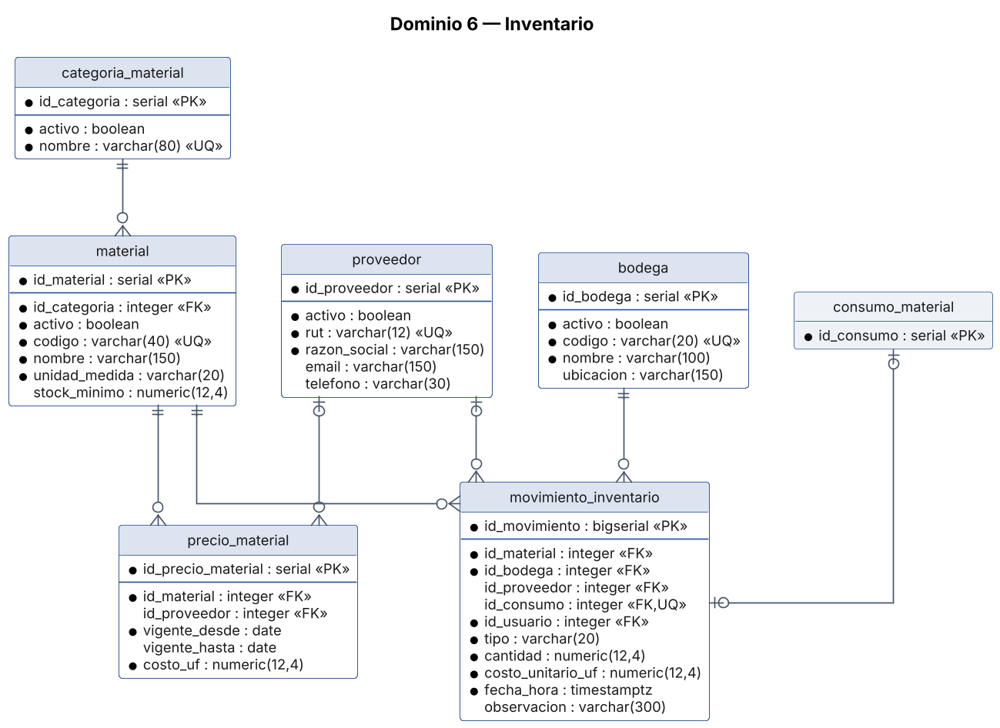 Dominio 6 — Inventario
categoria_material
id_categoria : serial «PK»
activo : boolean
nombre : varchar(80) «UQ»
material
id_material : serial «PK»
id_categoria : integer «FK»
activo : boolean
codigo : varchar(40) «UQ»
nombre : varchar(150)
unidad_medida : varchar(20)
stock_minimo : numeric(12,4)
proveedor
id_proveedor : serial «PK»
activo : boolean
rut : varchar(12) «UQ»
razon_social : varchar(150)
email : varchar(150)
telefono : varchar(30)
bodega
id_bodega : serial «PK»
activo : boolean
codigo : varchar(20) «UQ»
nombre : varchar(100)
ubicacion : varchar(150)
consumo_material
id_consumo : serial «PK»
precio_material
id_precio_material : serial «PK»
id_material : integer «FK»
id_proveedor : integer «FK»
vigente_desde : date
vigente_hasta : date
costo_uf : numeric(12,4)
movimiento_inventario
id_movimiento : bigserial «PK»
id_material : integer «FK»
id_bodega : integer «FK»
id_proveedor : integer «FK»
id_consumo : integer «FK,UQ»
id_usuario : integer «FK»
tipo : varchar(20)
cantidad : numeric(12,4)
costo_unitario_uf : numeric(12,4)
fecha_hora : timestamptz
observacion : varchar(300)